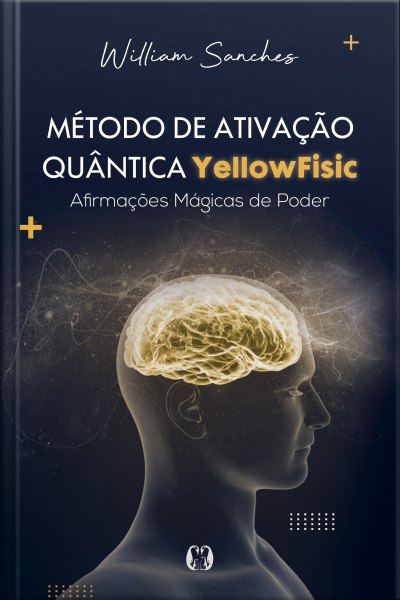 William Sanches
MÉTODO DE ATIVAÇÃO
QUÂNTICA YellowFisic
Afirmações Mágicas de Poder